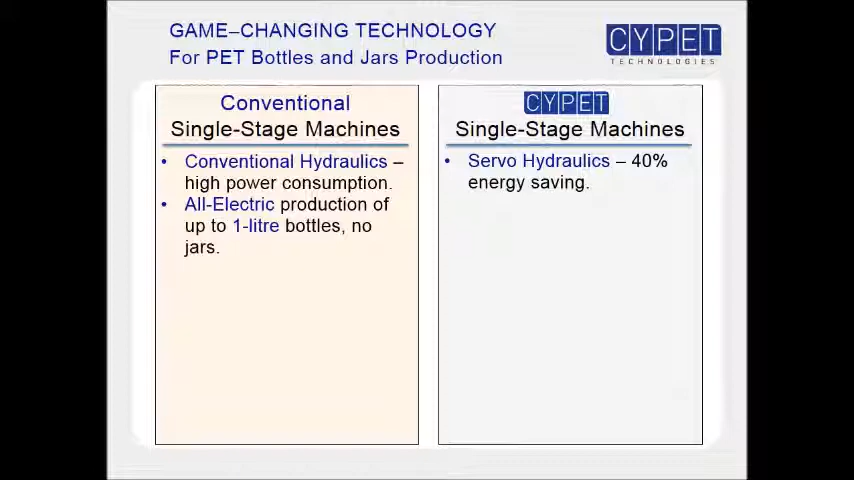 GAME–CHANGING TECHNOLOGY
For PET Bottles and Jars Production
CYPET
TECHNOLOGIES
Conventional
Single-Stage Machines
• Conventional Hydraulics –
high power consumption.
• All-Electric production of
up to 1-litre bottles, no
jars.
CYPET
Single-Stage Machines
• Servo Hydraulics – 40%
energy saving.